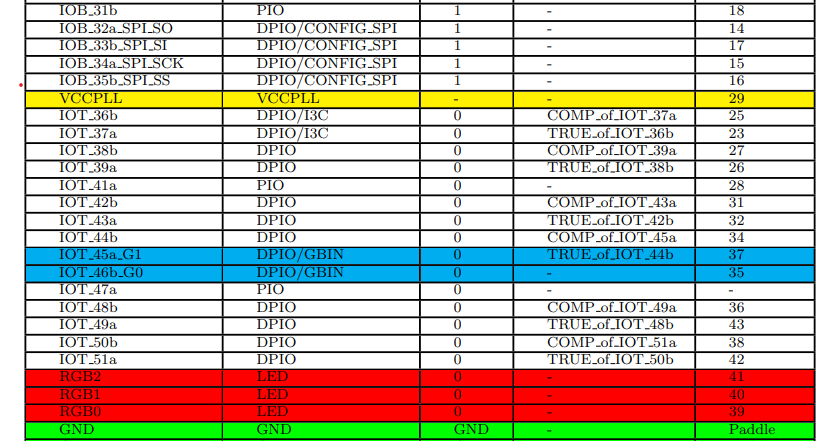 IOB_31b PIO 1 - 18
IOB_32a_SPI_SO DPIO/CONFIG_SPI 1 - 14
IOB_33b_SPI_SI DPIO/CONFIG_SPI 1 - 17
IOB_34a_SPI_SCK DPIO/CONFIG_SPI 1 - 15
IOB_35b_SPI_SS DPIO/CONFIG_SPI 1 - 16
VCCPLL VCCPLL - - 29
IOT_36b DPIO/I3C 0 COMP_of_IOT_37a 25
IOT_37a DPIO/I3C 0 TRUE_of_IOT_36b 23
IOT_38b DPIO 0 COMP_of_IOT_39a 27
IOT_39a DPIO 0 TRUE_of_IOT_38b 26
IOT_41a PIO 0 - 28
IOT_42b DPIO 0 COMP_of_IOT_43a 31
IOT_43a DPIO 0 TRUE_of_IOT_42b 32
IOT_44b DPIO 0 COMP_of_IOT_45a 34
IOT_45a_G1 DPIO/GBIN 0 TRUE_of_IOT_44b 37
IOT_46b_G0 DPIO/GBIN 0 - 35
IOT_47a PIO 0 - -
IOT_48b DPIO 0 COMP_of_IOT_49a 36
IOT_49a DPIO 0 TRUE_of_IOT_48b 43
IOT_50b DPIO 0 COMP_of_IOT_51a 38
IOT_51a DPIO 0 TRUE_of_IOT_50b 42
RGB2 LED 0 - 41
RGB1 LED 0 - 40
RGB0 LED 0 - 39
GND GND GND - Paddle